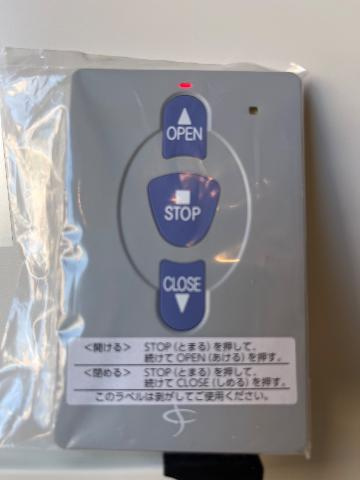 OPEN
STOP
CLOSE
<開ける> STOP(とまる)を押して、
続けて OPEN(あける)を押す。
<閉める> STOP(とまる)を押して、
続けて CLOSE(しめる)を押す。
このラベルは剥がしてご使用ください。